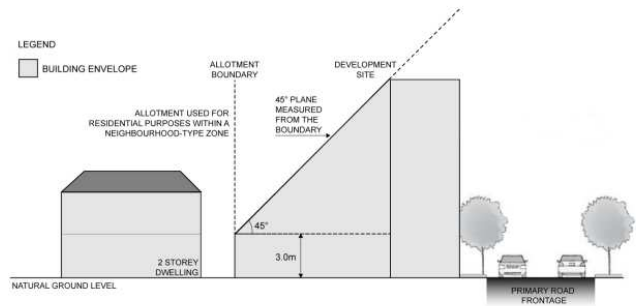 LEGEND
BUILDING ENVELOPE
ALLOTMENT
BOUNDARY
DEVELOPMENT
SITE
ALLOTMENT USED FOR
RESIDENTIAL PURPOSES WITHIN A
NEIGHBOURHOOD-TYPE ZONE
45° PLANE
MEASURED
FROM THE
BOUNDARY
45°
3.0m
2 STOREY
DWELLING
NATURAL GROUND LEVEL
PRIMARY ROAD
FRONTAGE